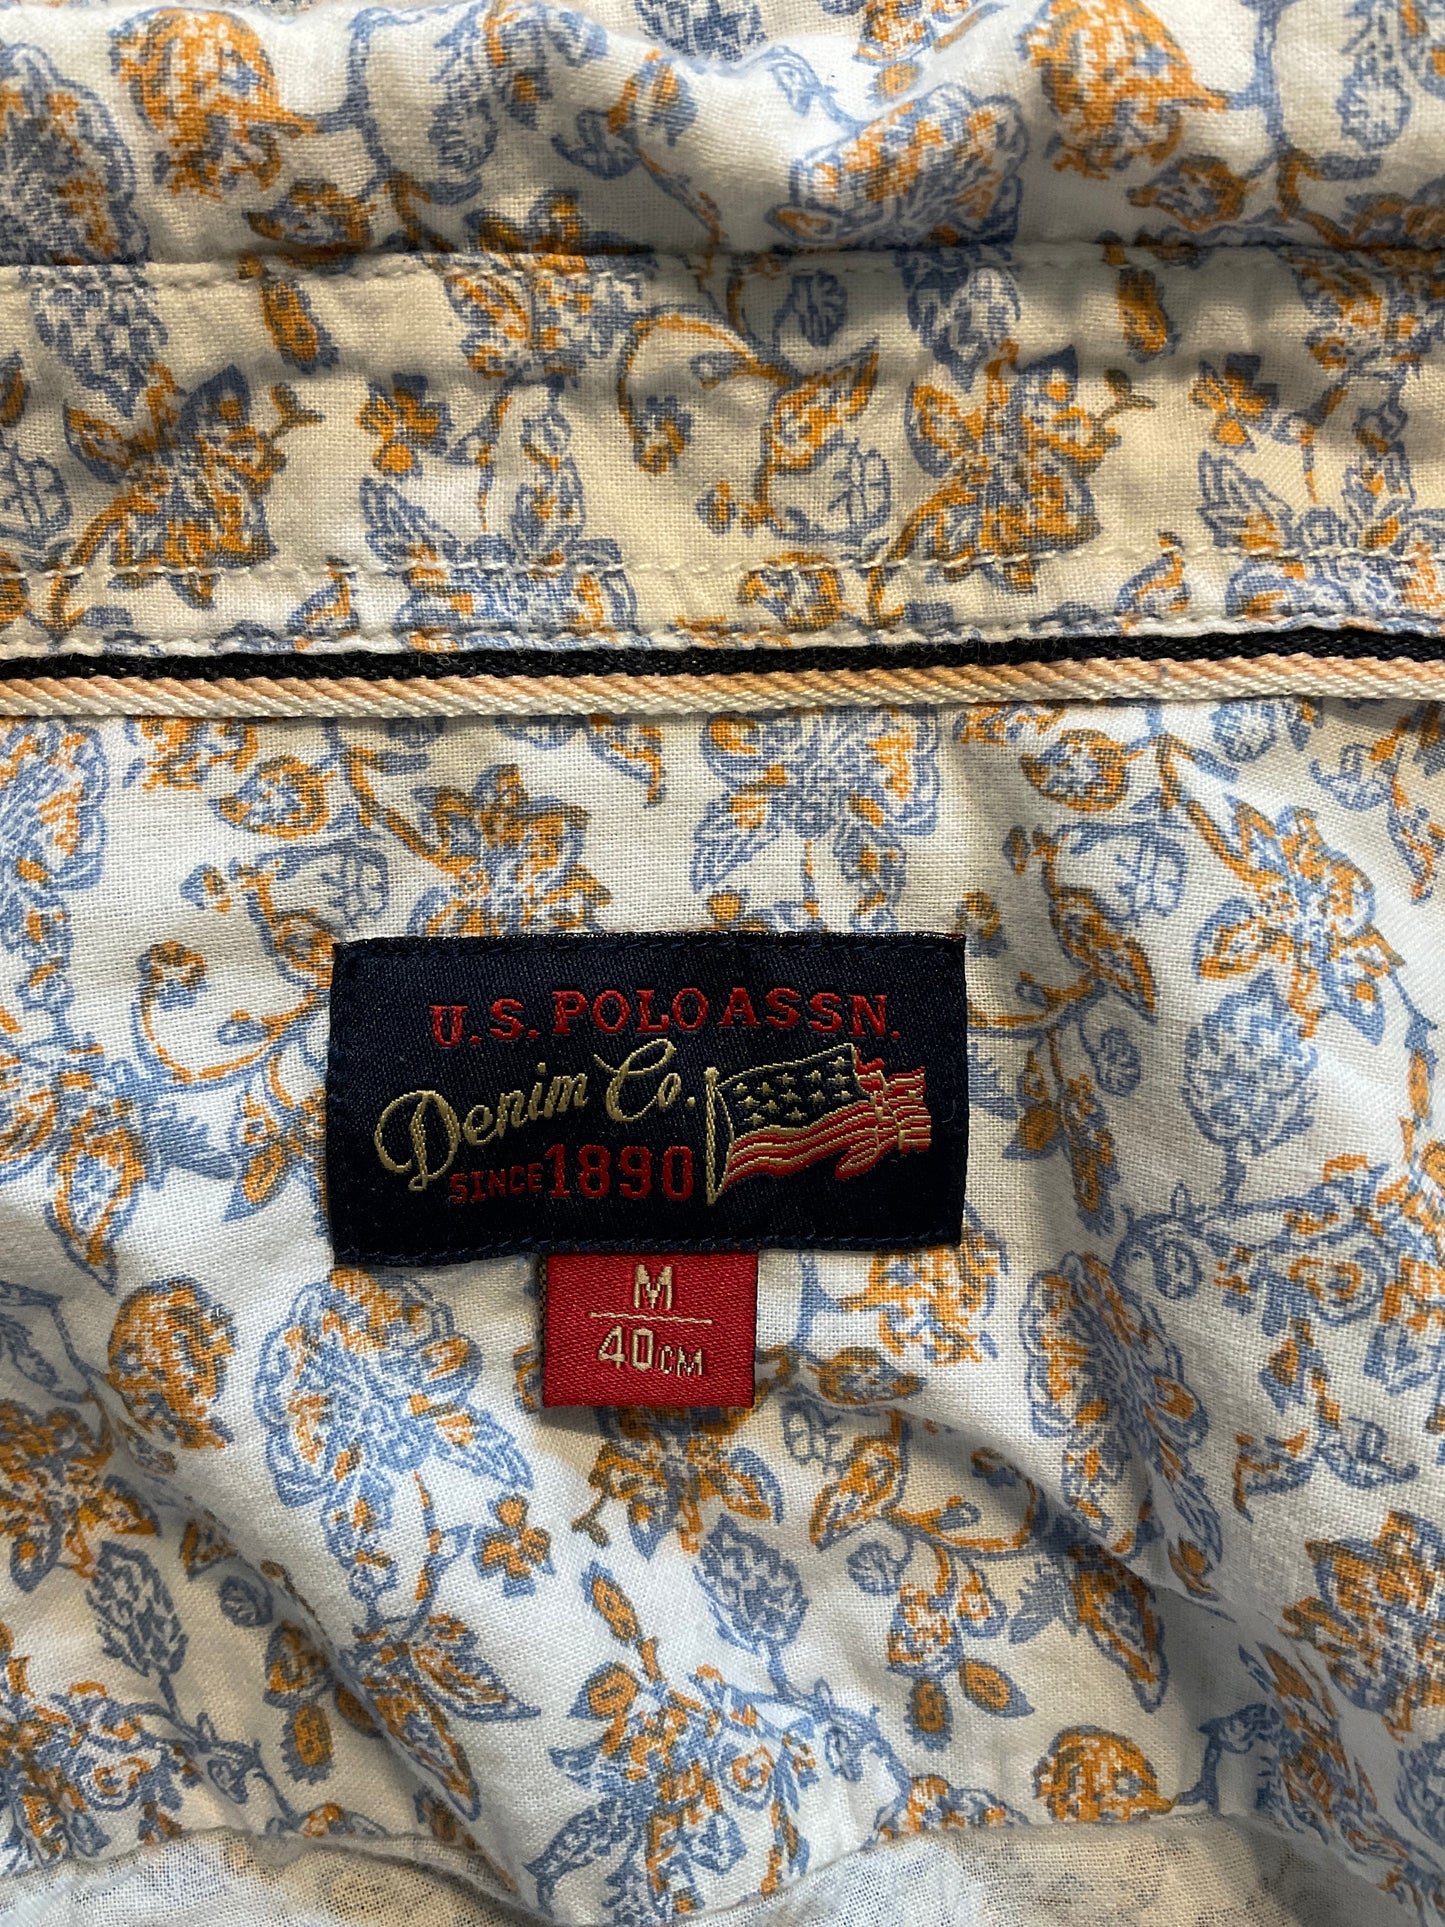 U.S. POLO ASSN.
Denim Co.
SINCE 1890
M
40CM